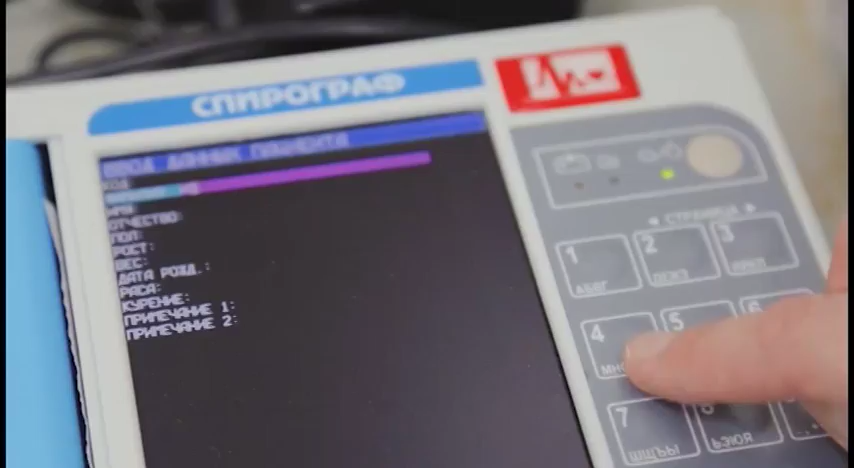 СПИРОГРАФ
ВВОД ДАННЫХ ПАЦИЕНТА
КОД
ИМЯ:
ОТЧЕСТВО:
ПОЛ:
РОСТ:
ВЕС:
ДАТА РОЖД.:
РАСА:
КУРЕНИЕ:
ПРИМЕЧАНИЕ 1:
ПРИМЕЧАНИЕ 2:
◄ СТРАНИЦА ►
1 2 3
АБВГ ДЕЖЗ ИЙКЛ
4 5 6
7 8
ШЩЪЫ ЬЭЮЯ